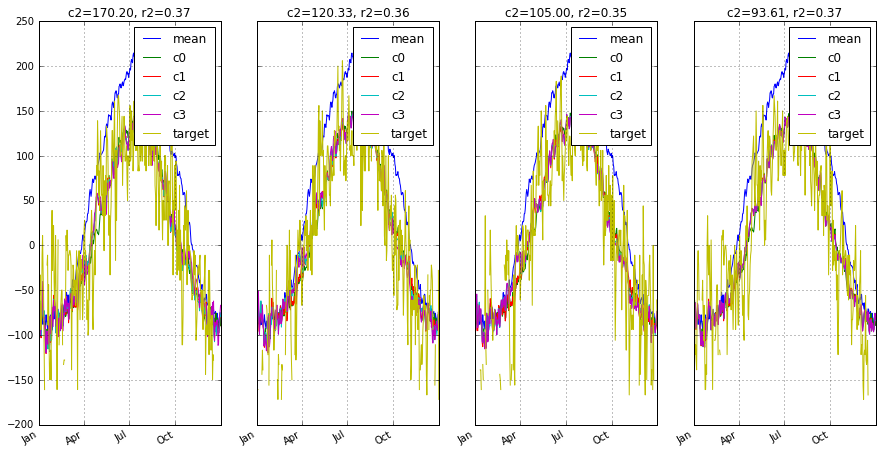 c2=170.20, r2=0.37
c2=120.33, r2=0.36
c2=105.00, r2=0.35
c2=93.61, r2=0.37
250
200
150
100
50
0
−50
−100
−150
−200
mean
c0
c1
c2
c3
target
mean
c0
c1
c2
c3
target
mean
c0
c1
c2
c3
target
mean
c0
c1
c2
c3
target
Jan Apr Jul Oct
Jan Apr Jul Oct
Jan Apr Jul Oct
Jan Apr Jul Oct